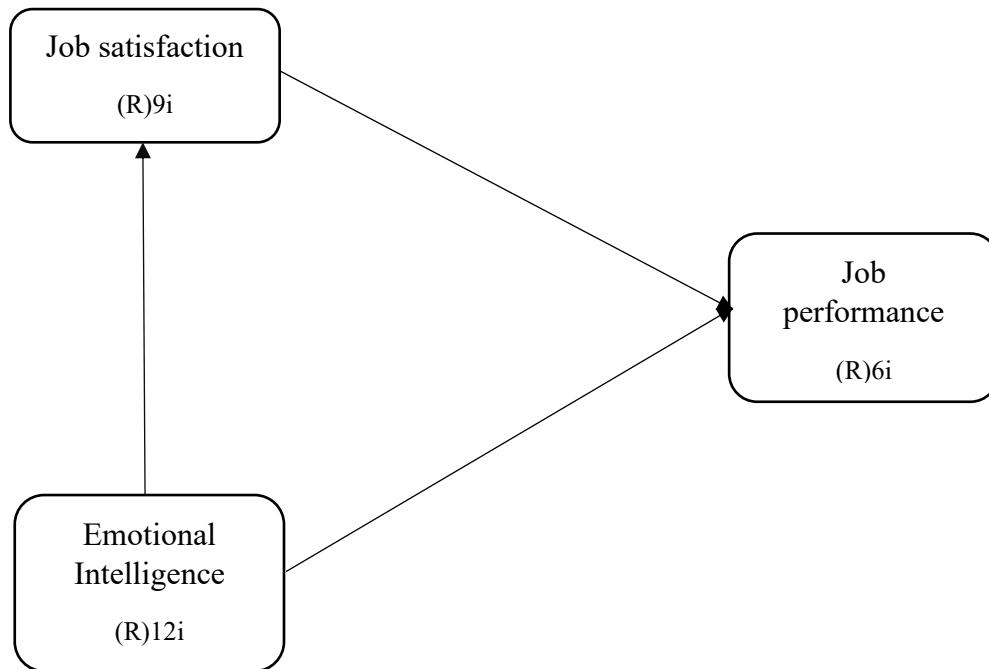 Job satisfaction
(R)9i
Job
performance
(R)6i
Emotional
Intelligence
(R)12i